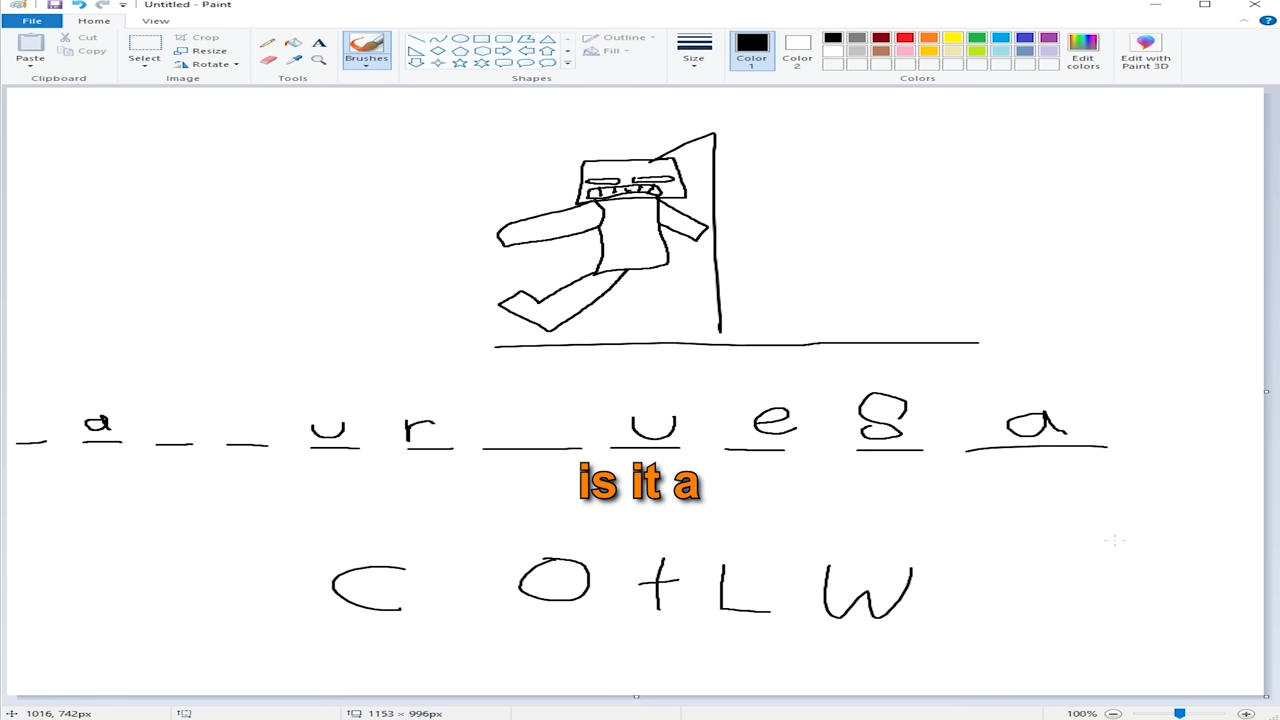 Untitled - Paint
File Home View
Paste Cut Copy Select Crop Resize Rotate Brushes Outline Fill Size Color 1 Color 2 Edit colors Edit with Paint 3D
Clipboard Image Tools Shapes Colors
_ a _ _ u r _ u e 8 a
is it a
C O t L W
1016, 742px 1153 × 996px 100%